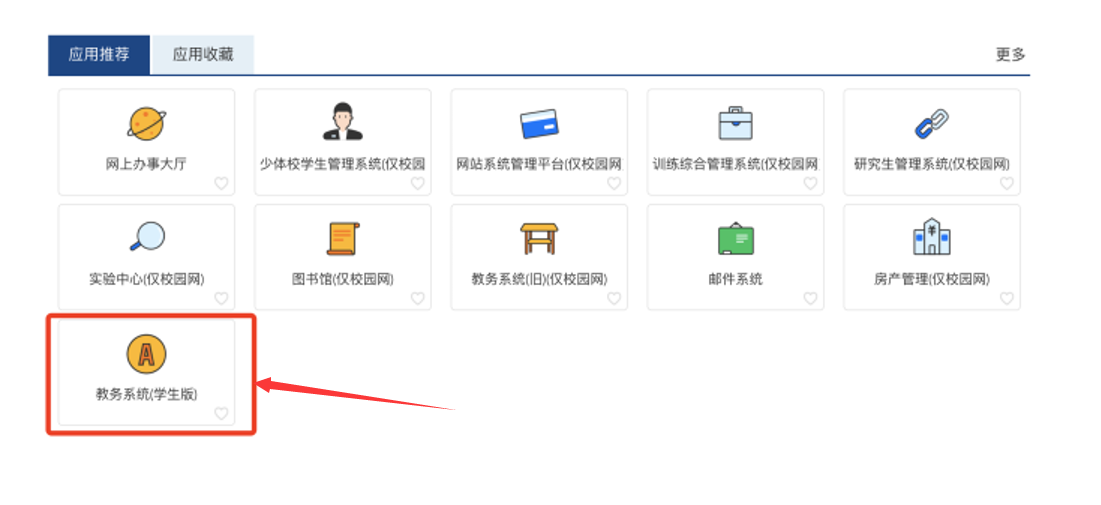 应用推荐
应用收藏
更多
网上办事大厅
少体校学生管理系统(仅校园
网站系统管理平台(仅校园网
训练综合管理系统(仅校园网
研究生管理系统(仅校园网)
实验中心(仅校园网)
图书馆(仅校园网)
教务系统(旧)(仅校园网)
邮件系统
房产管理(仅校园网)
A
教务系统(学生版)